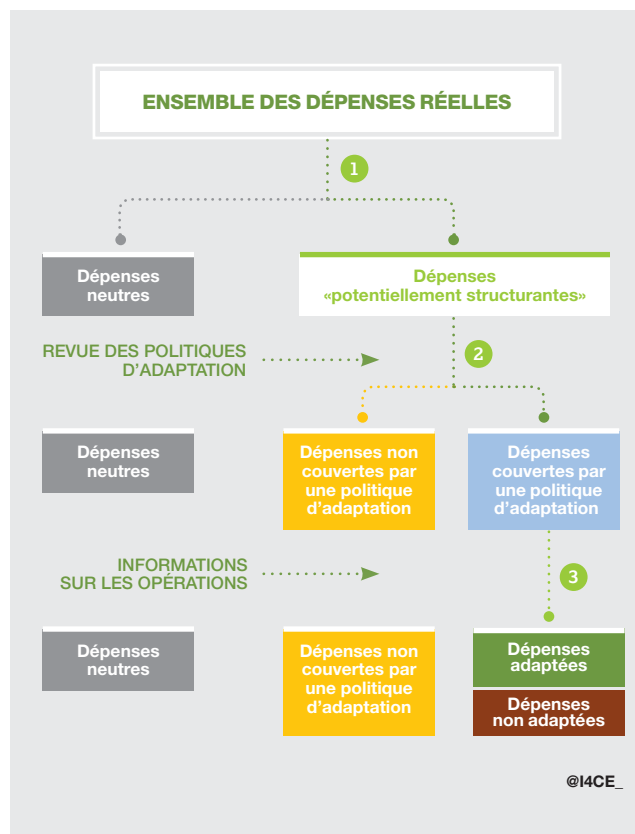 ENSEMBLE DES DÉPENSES RÉELLES
1
Dépenses
neutres
Dépenses
«potentiellement structurantes»
REVUE DES POLITIQUES
D'ADAPTATION
2
Dépenses
neutres
Dépenses non
couvertes par
une politique
d'adaptation
Dépenses
couvertes par
une politique
d'adaptation
INFORMATIONS
SUR LES OPÉRATIONS
3
Dépenses
neutres
Dépenses non
couvertes par
une politique
d'adaptation
Dépenses
adaptées
Dépenses
non adaptées
@I4CE_